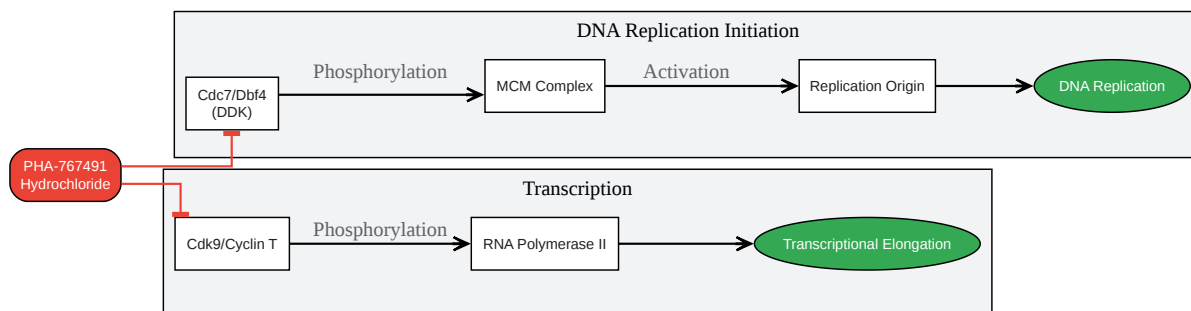 DNA Replication Initiation
Phosphorylation
Activation
Cdc7/Dbf4
(DDK)
MCM Complex
Replication Origin
DNA Replication
PHA-767491
Hydrochloride
Transcription
Phosphorylation
Cdk9/Cyclin T
RNA Polymerase II
Transcriptional Elongation